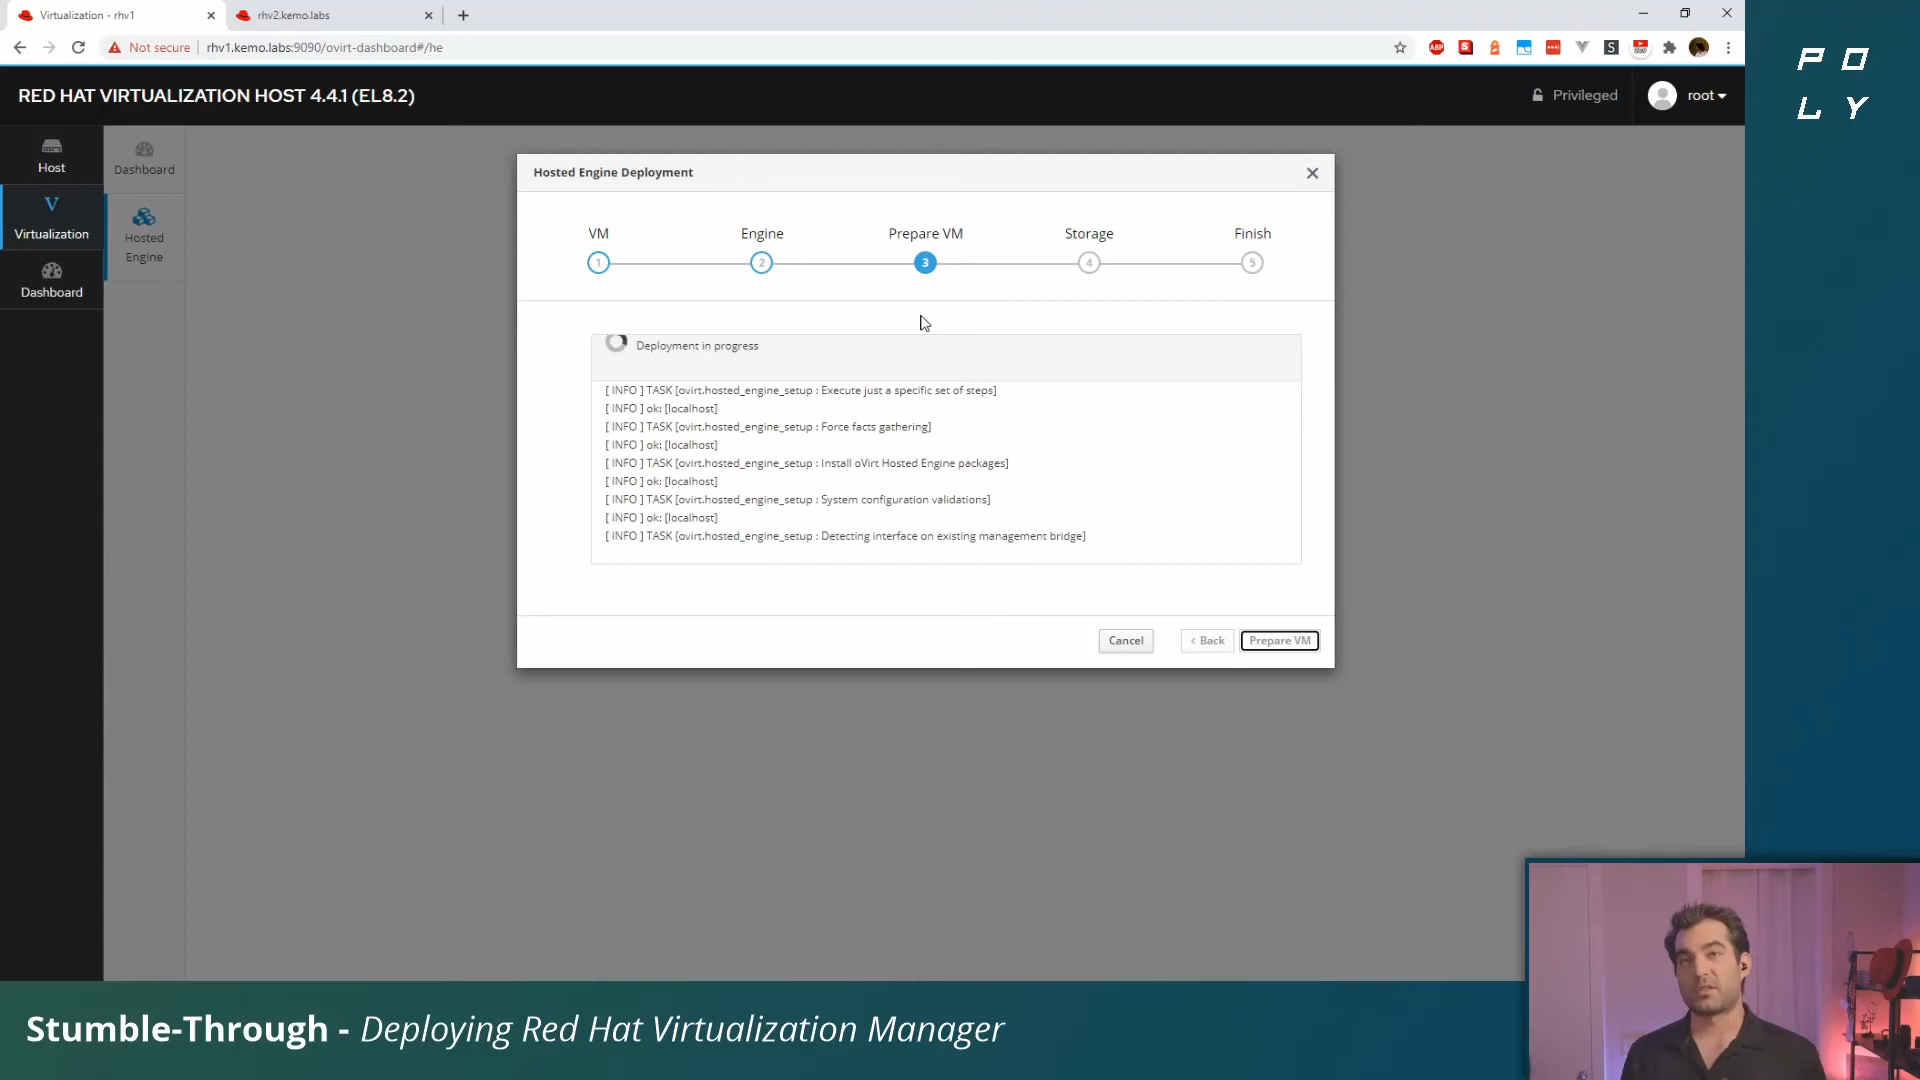 Virtualization - rhv1
rhv2.kemo.labs
Not secure
rhv1.kemo.labs:9090/ovirt-dashboard#/he
ABP
S
S
RED HAT VIRTUALIZATION HOST 4.4.1 (EL8.2)
Privileged
root
Host
V
Virtualization
Dashboard
Dashboard
Hosted
Engine
Hosted Engine Deployment
VM
Engine
Prepare VM
Storage
Finish
1
2
3
4
5
Deployment in progress
[ INFO ] TASK [ovirt.hosted_engine_setup : Execute just a specific set of steps]
[ INFO ] ok: [localhost]
[ INFO ] TASK [ovirt.hosted_engine_setup : Force facts gathering]
[ INFO ] ok: [localhost]
[ INFO ] TASK [ovirt.hosted_engine_setup : Install oVirt Hosted Engine packages]
[ INFO ] ok: [localhost]
[ INFO ] TASK [ovirt.hosted_engine_setup : System configuration validations]
[ INFO ] ok: [localhost]
[ INFO ] TASK [ovirt.hosted_engine_setup : Detecting interface on existing management bridge]
Cancel
< Back
Prepare VM
PO
LY
Stumble-Through - Deploying Red Hat Virtualization Manager